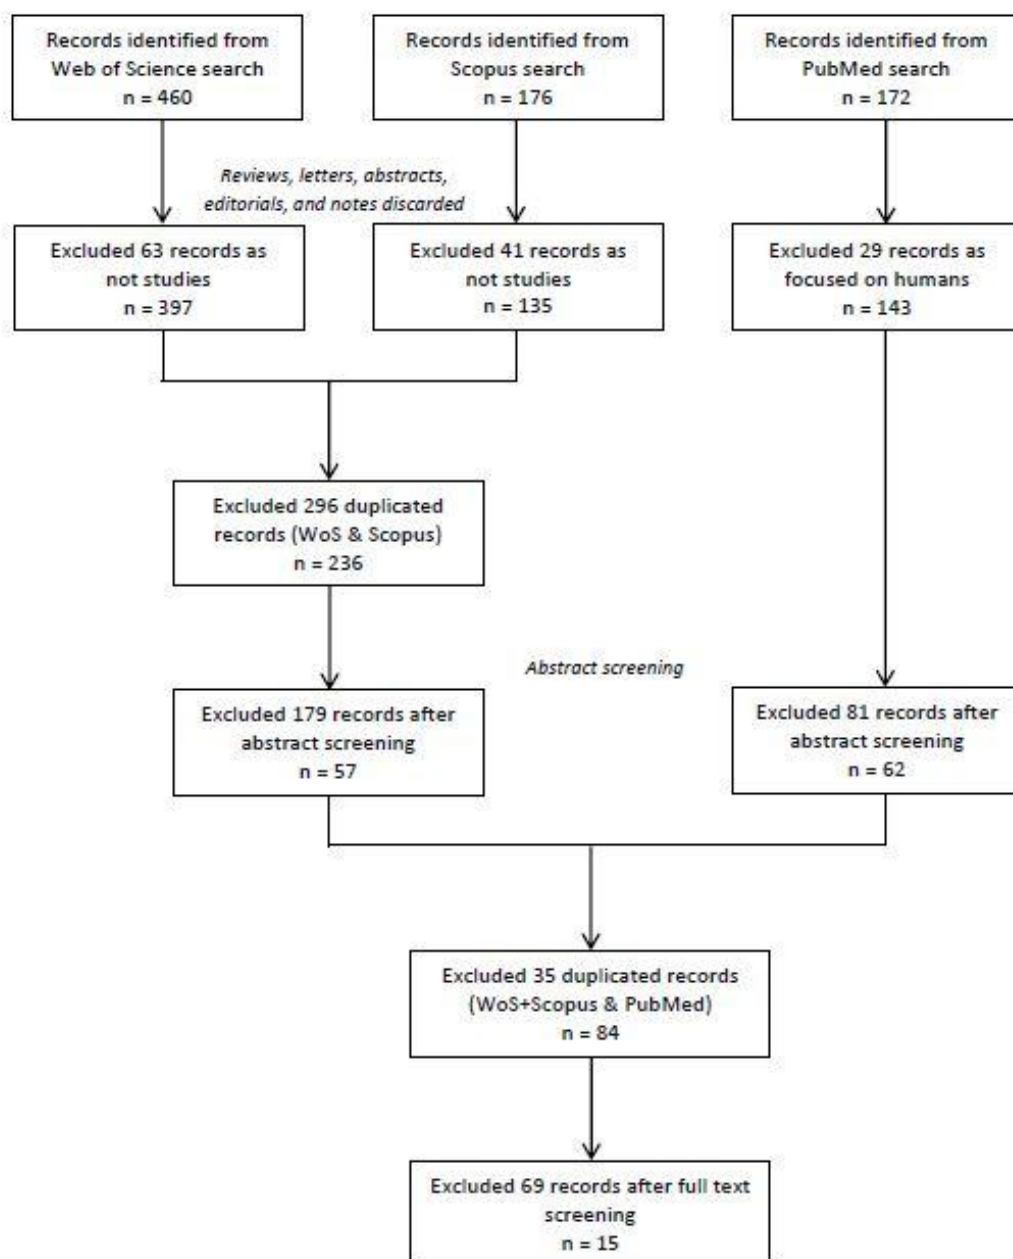 Records identified from
Web of Science search
n = 460
Records identified from
Scopus search
n = 176
Records identified from
PubMed search
n = 172
Reviews, letters, abstracts,
editorials, and notes discarded
Excluded 63 records as
not studies
n = 397
Excluded 41 records as
not studies
n = 135
Excluded 29 records as
focused on humans
n = 143
Excluded 296 duplicated
records (WoS & Scopus)
n = 236
Abstract screening
Excluded 179 records after
abstract screening
n = 57
Excluded 81 records after
abstract screening
n = 62
Excluded 35 duplicated records
(WoS+Scopus & PubMed)
n = 84
Excluded 69 records after full text
screening
n = 15